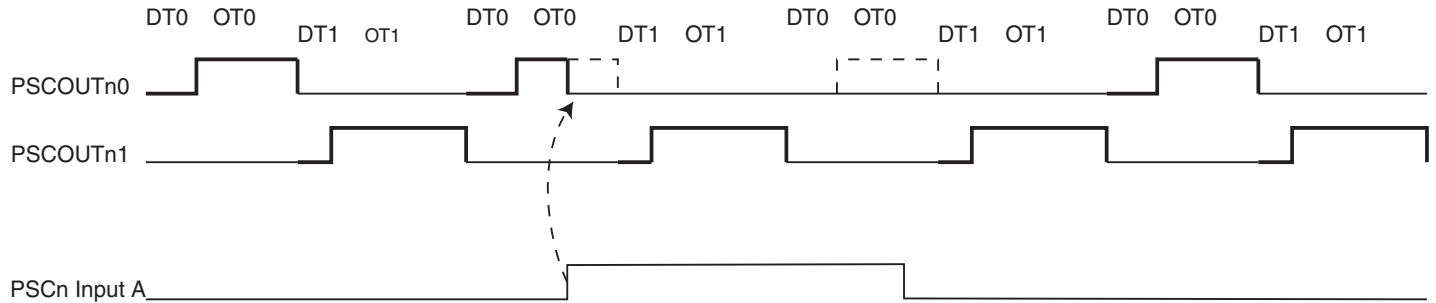 DT0 OT0 DT0 OT0 DT0 OT0 DT0 OT0
DT1 OT1 DT1 OT1 DT1 OT1 DT1 OT1
PSCOUTn0
PSCOUTn1
PSCn Input A